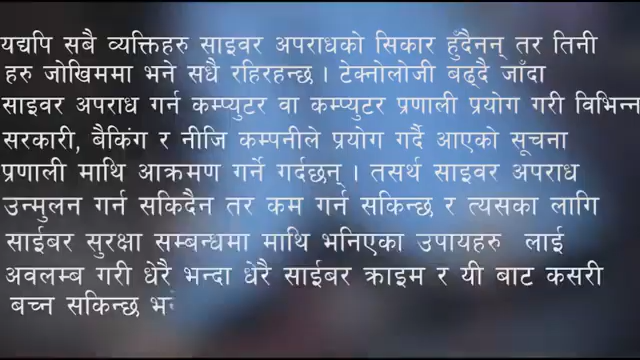 यद्यपि सबै व्यक्तिहरु साइवर अपराधको सिकार हुँदैनन् तर तिनी
हरु जोखिममा भने सधै रहिरहन्छ । टेक्नोलोजी बढ्दै जाँदा
साइवर अपराध गर्न कम्प्युटर वा कम्प्युटर प्रणाली प्रयोग गरी विभिन्न
सरकारी, बैकिंग र नीजि कम्पनीले प्रयोग गर्दै आएको सूचना
प्रणाली माथि आक्रमण गर्ने गर्दछन् । तसर्थ साइवर अपराध
उन्मुलन गर्न सकिदैन तर कम गर्न सकिन्छ र त्यसका लागि
साईबर सुरक्षा सम्बन्धमा माथि भनिएका उपायहरु लाई
अवलम्ब गरी धेरै भन्दा धेरै साईबर क्राइम र यी बाट कसरी
बच्न सकिन्छ